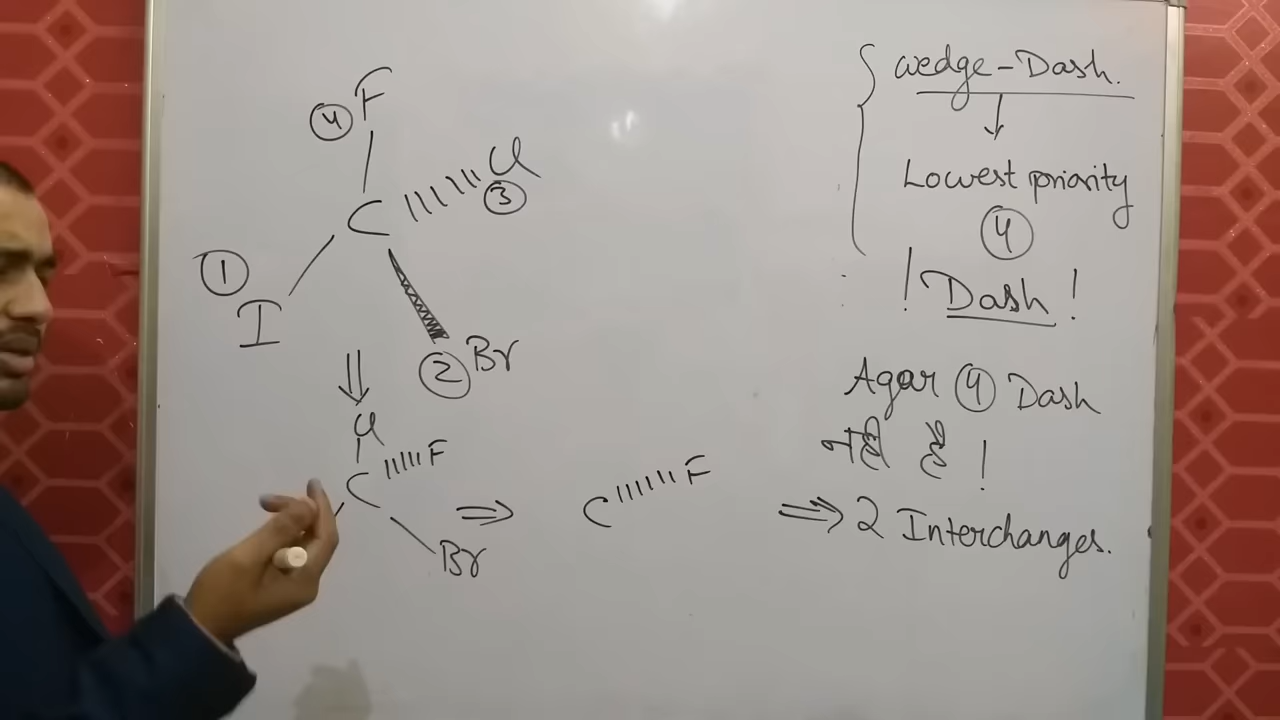 ④ F
C Cl
③
①
I
② Br
Cl
C F
Br
⇒ C F
wedge-Dash.
↓
Lowest priority
④
! Dash !
Agar ④ Dash
नहीं है !
⇒ 2 Interchanges.